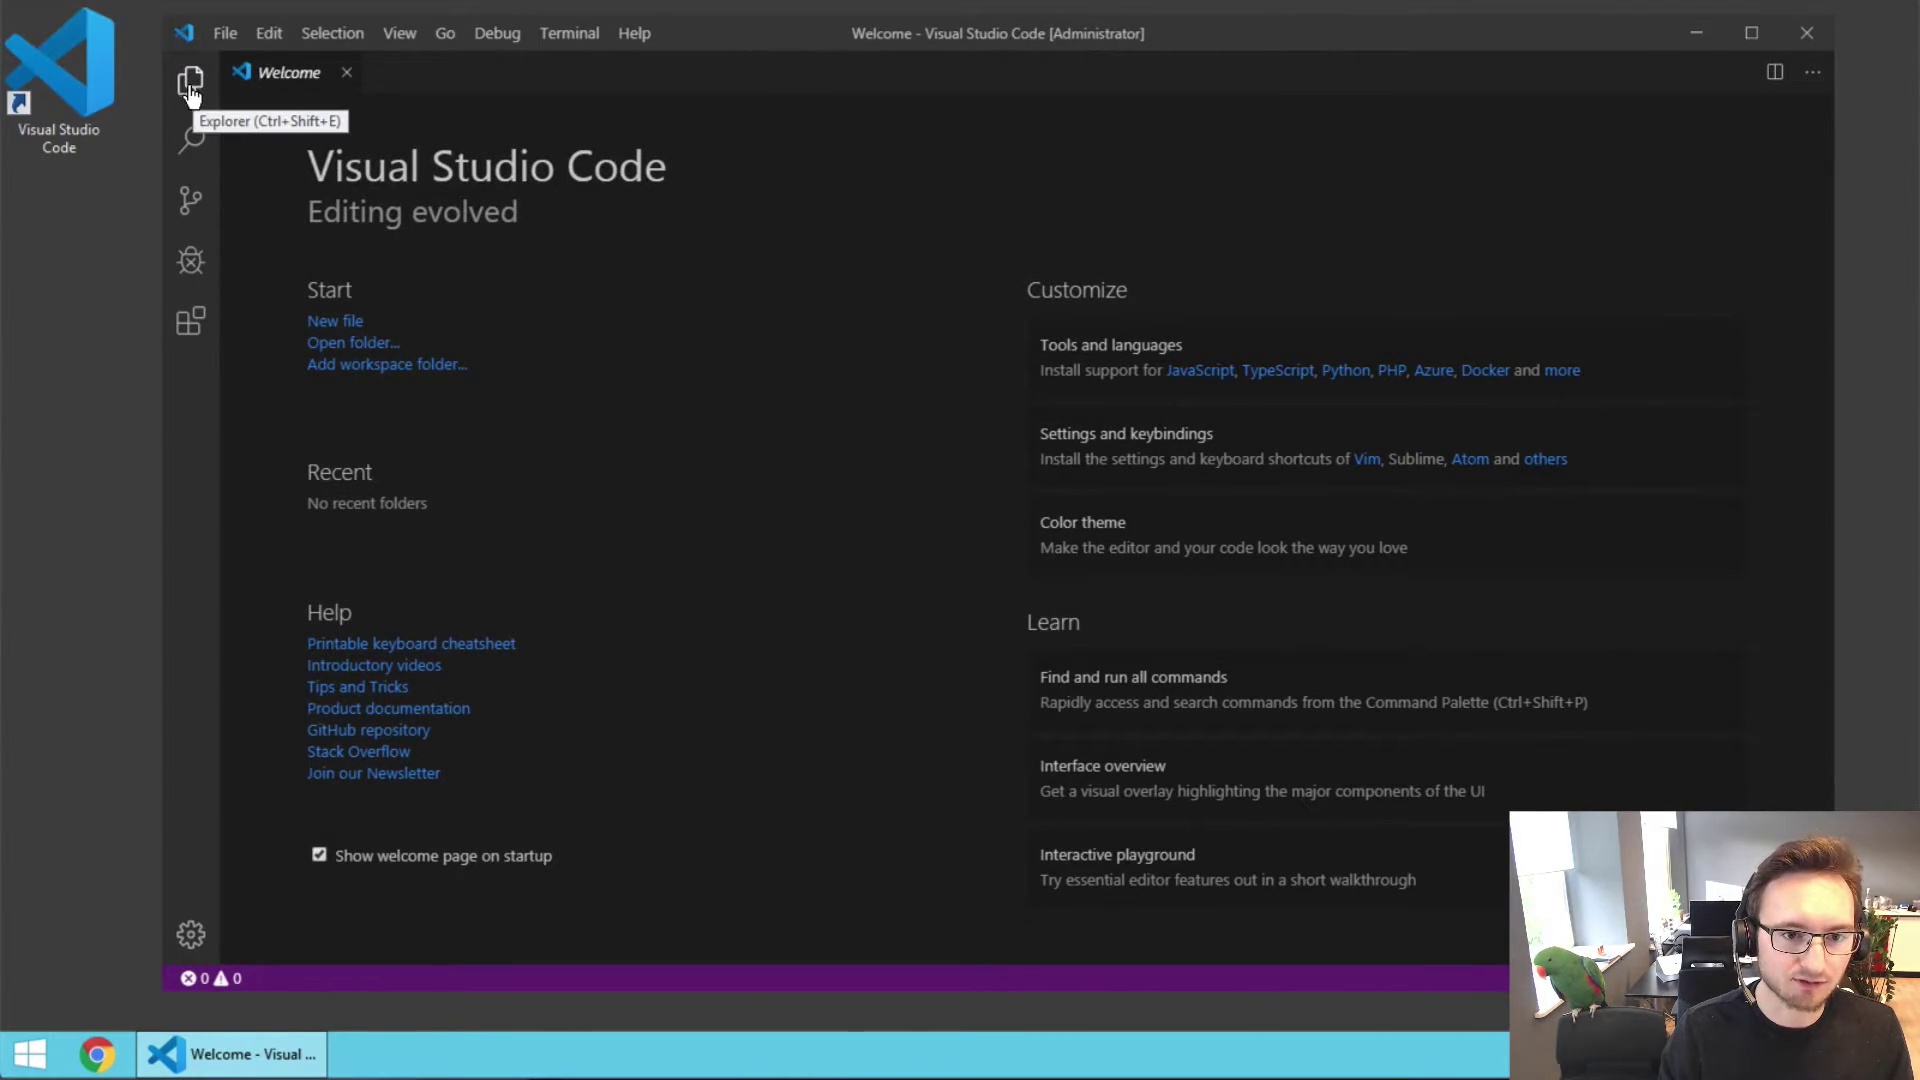 Visual Studio
Code
File Edit Selection View Go Debug Terminal Help
Welcome - Visual Studio Code [Administrator]
Welcome
Explorer (Ctrl+Shift+E)
Visual Studio Code
Editing evolved
Start
New file
Open folder...
Add workspace folder...
Recent
No recent folders
Help
Printable keyboard cheatsheet
Introductory videos
Tips and Tricks
Product documentation
GitHub repository
Stack Overflow
Join our Newsletter
Show welcome page on startup
Customize
Tools and languages
Install support for JavaScript, TypeScript, Python, PHP, Azure, Docker and more
Settings and keybindings
Install the settings and keyboard shortcuts of Vim, Sublime, Atom and others
Color theme
Make the editor and your code look the way you love
Learn
Find and run all commands
Rapidly access and search commands from the Command Palette (Ctrl+Shift+P)
Interface overview
Get a visual overlay highlighting the major components of the UI
Interactive playground
Try essential editor features out in a short walkthrough
0 0
Welcome - Visual ...